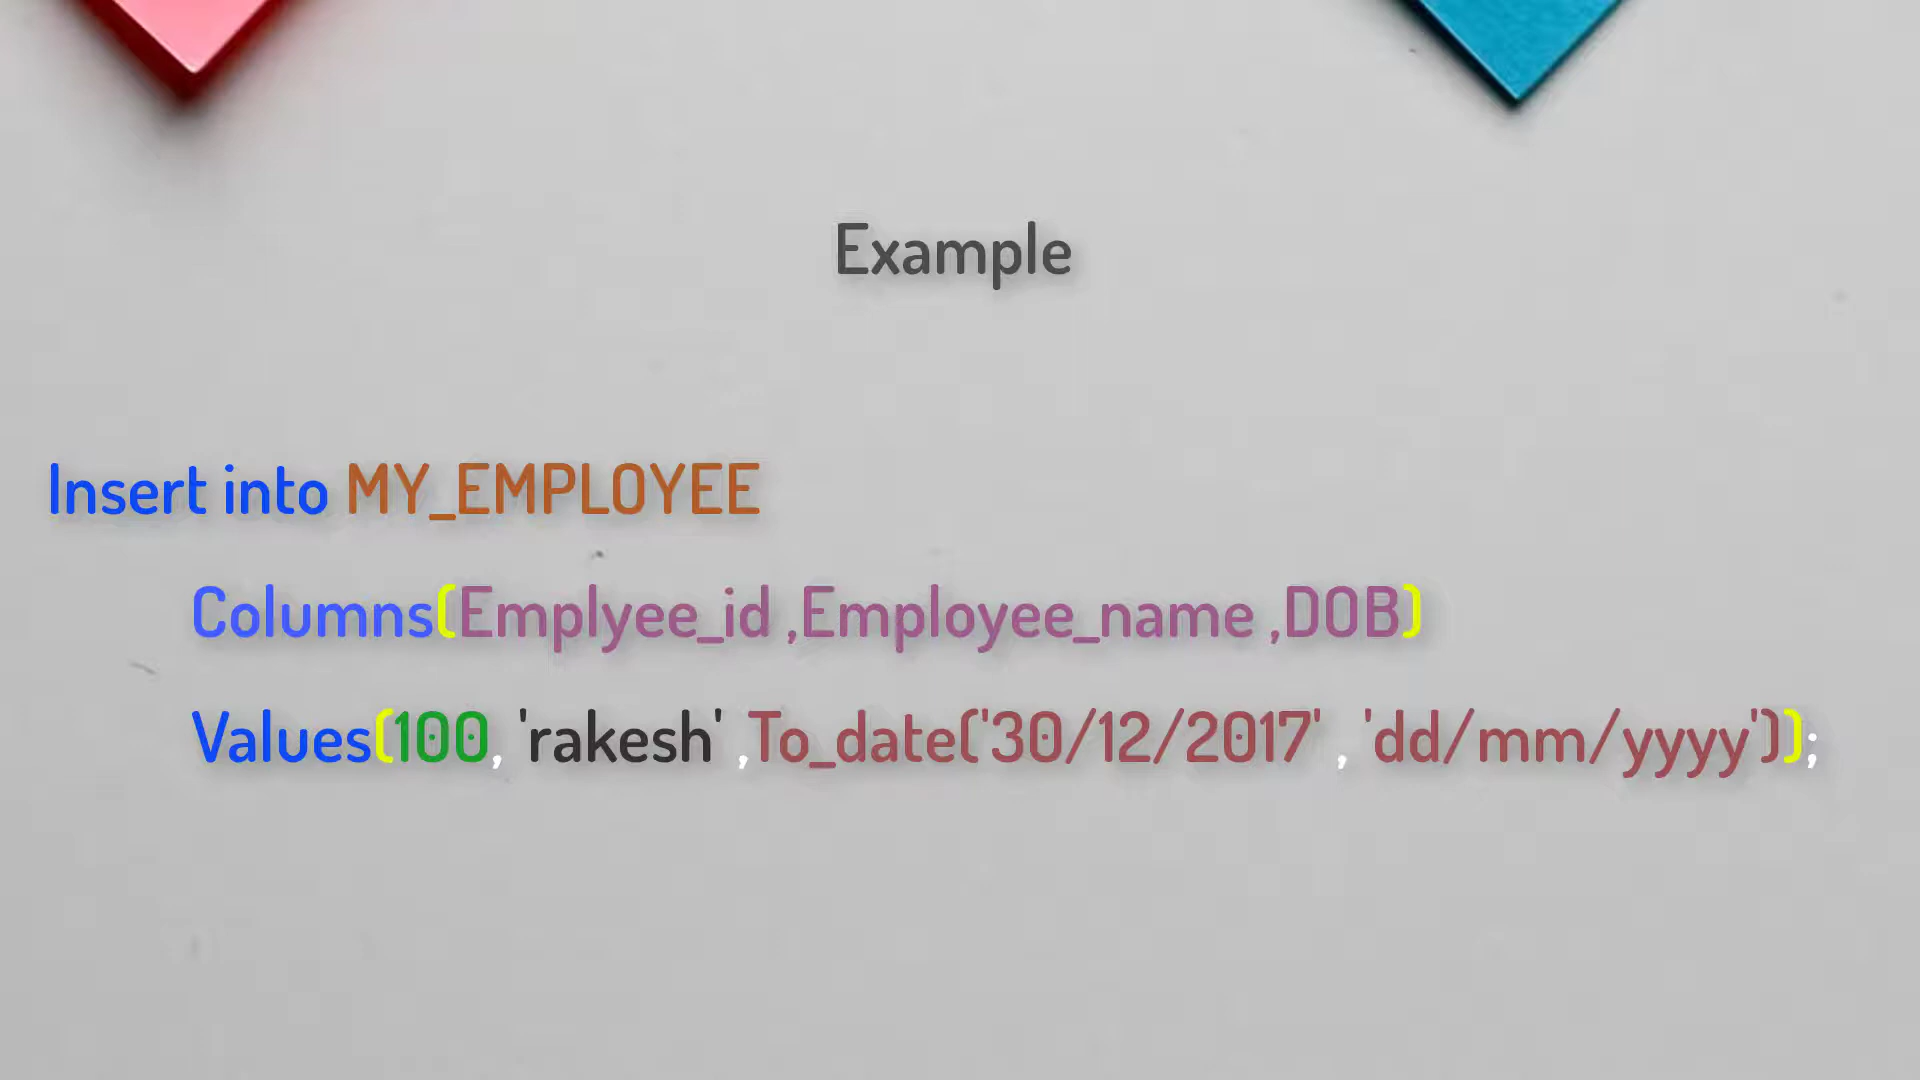 Example
Insert into MY_EMPLOYEE
Columns(Emplyee_id ,Employee_name ,DOB)
Values(100, 'rakesh' ,To_date('30/12/2017' , 'dd/mm/yyyy'));